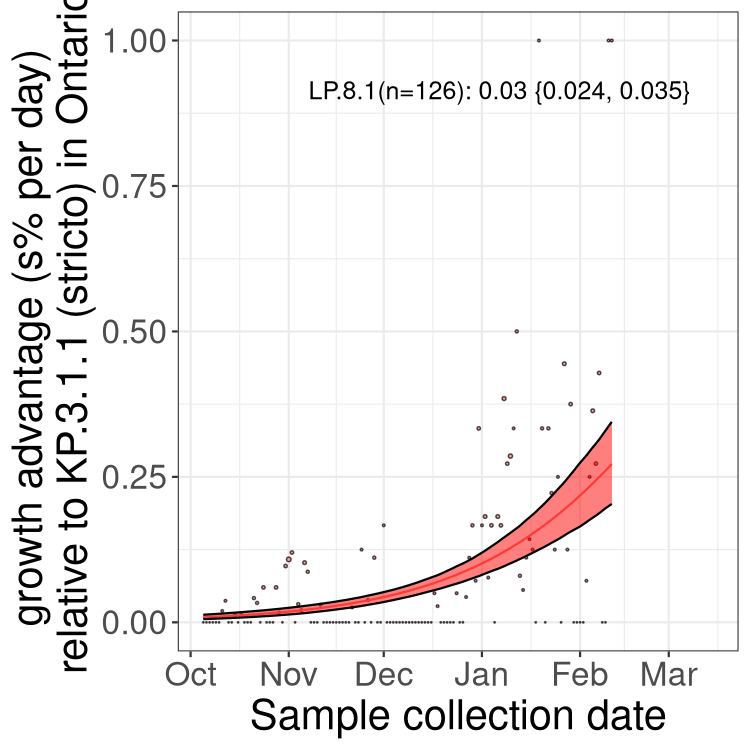 growth advantage (s% per day)
relative to KP.3.1.1 (stricto) in Ontario
1.00
LP.8.1(n=126): 0.03 {0.024, 0.035}
0.75
0.50
0.25
0.00
Oct Nov Dec Jan Feb Mar
Sample collection date